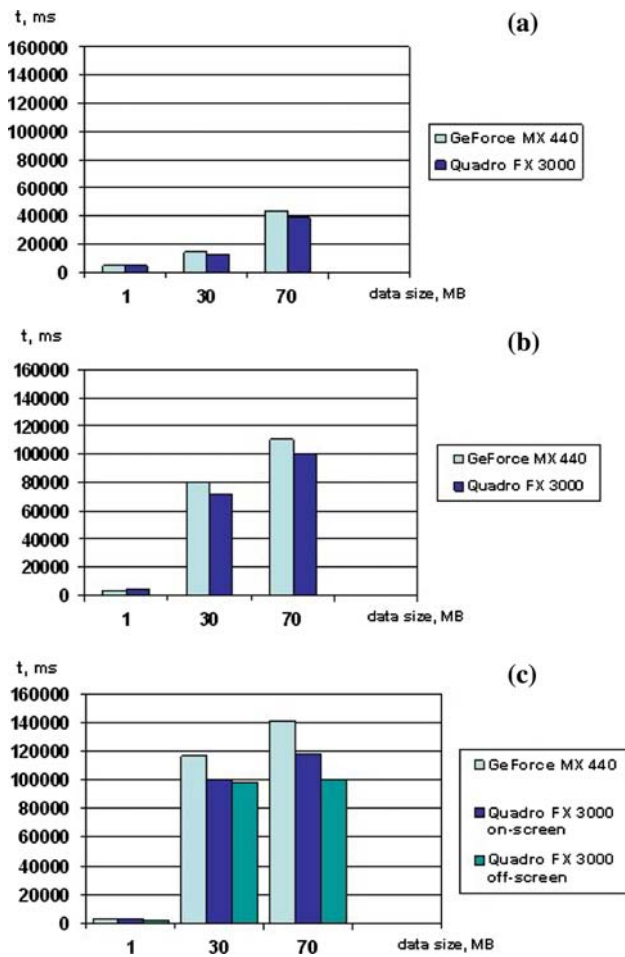 t, ms
(a)
160000
140000
120000
100000
80000
60000
40000
20000
0
1 30 70 data size, MB
GeForce MX 440
Quadro FX 3000
t, ms
(b)
160000
140000
120000
100000
80000
60000
40000
20000
0
1 30 70 data size, MB
GeForce MX 440
Quadro FX 3000
t, ms
(c)
160000
140000
120000
100000
80000
60000
40000
20000
0
1 30 70 data size, MB
GeForce MX 440
Quadro FX 3000
on-screen
Quadro FX 3000
off-screen